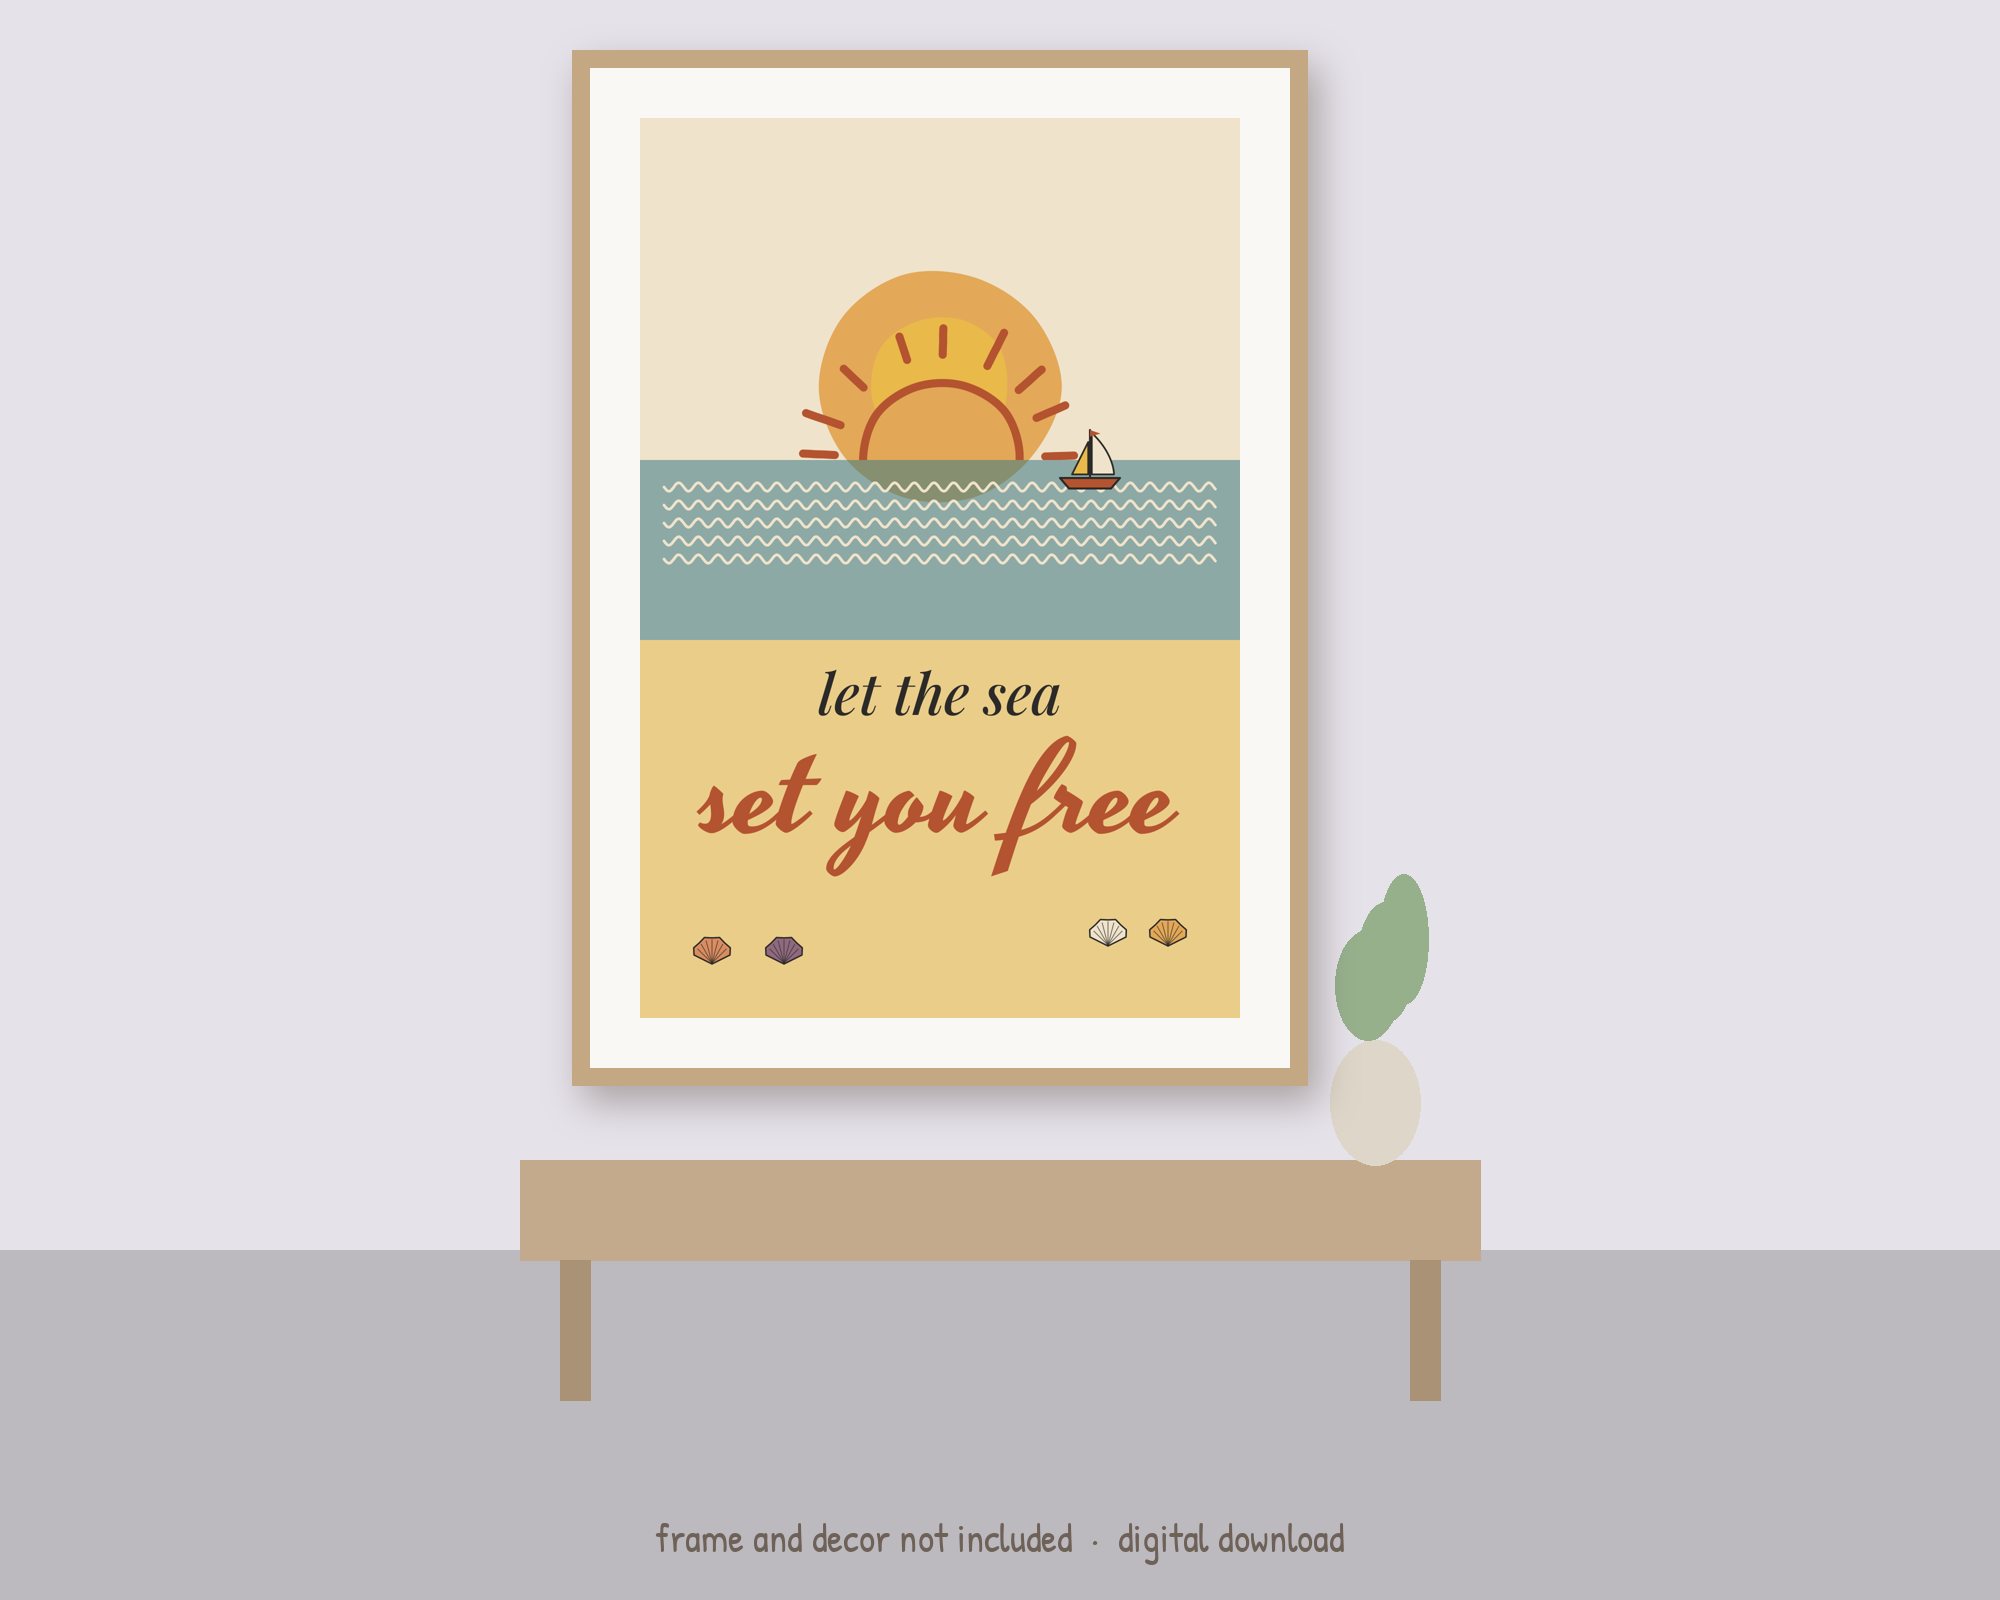 let the sea
set you free
frame and decor not included · digital download